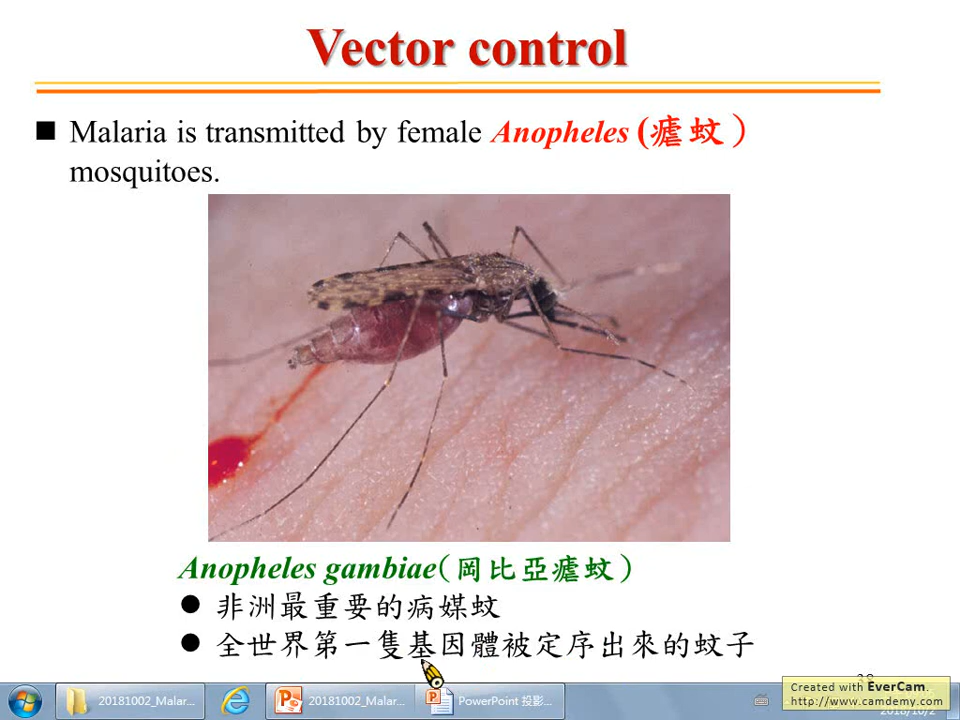 Vector control
■ Malaria is transmitted by female Anopheles (瘧蚊)
mosquitoes.
Anopheles gambiae(岡比亞瘧蚊)
● 非洲最重要的病媒蚊
● 全世界第一隻基因體被定序出來的蚊子
20181002_Malar...
20181002_Malar...
PowerPoint 投影...
Created with EverCam.
http://www.camdemy.com